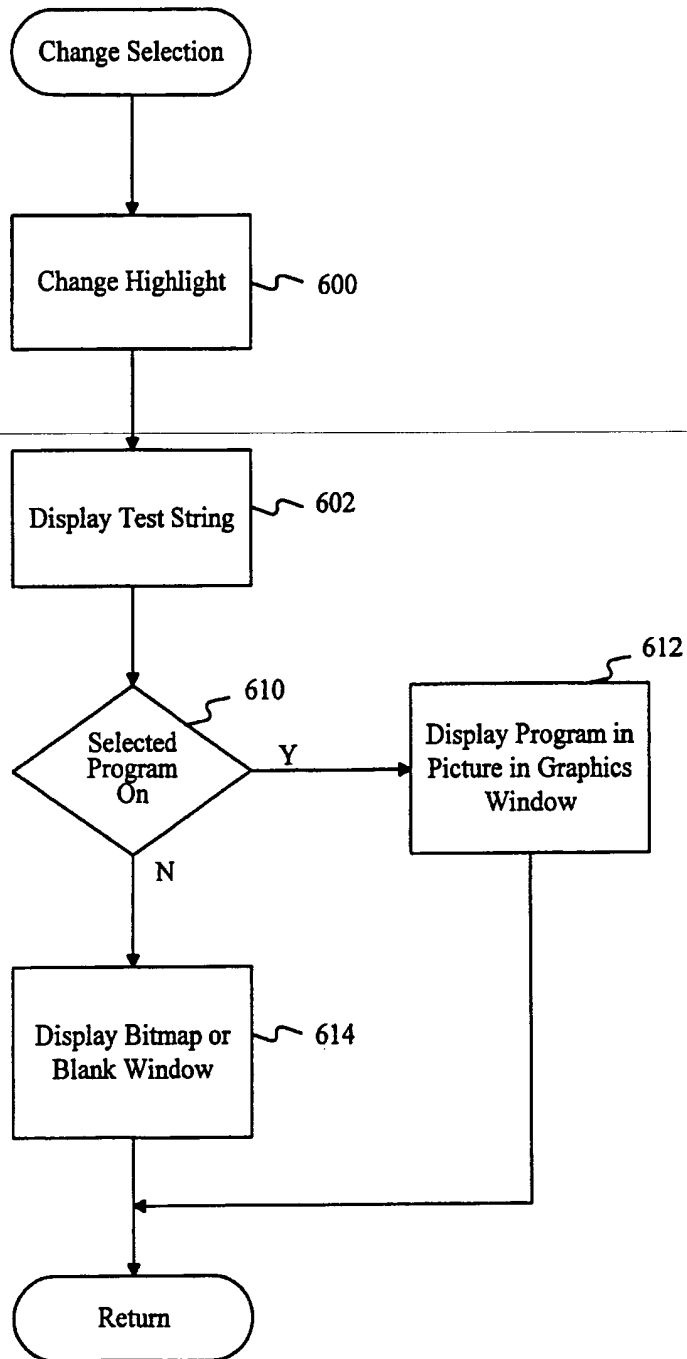 Change Selection
Change Highlight
600
Display Test String
602
610
Selected
Program
On
Y
N
612
Display Program in
Picture in Graphics
Window
Display Bitmap or
Blank Window
614
Return